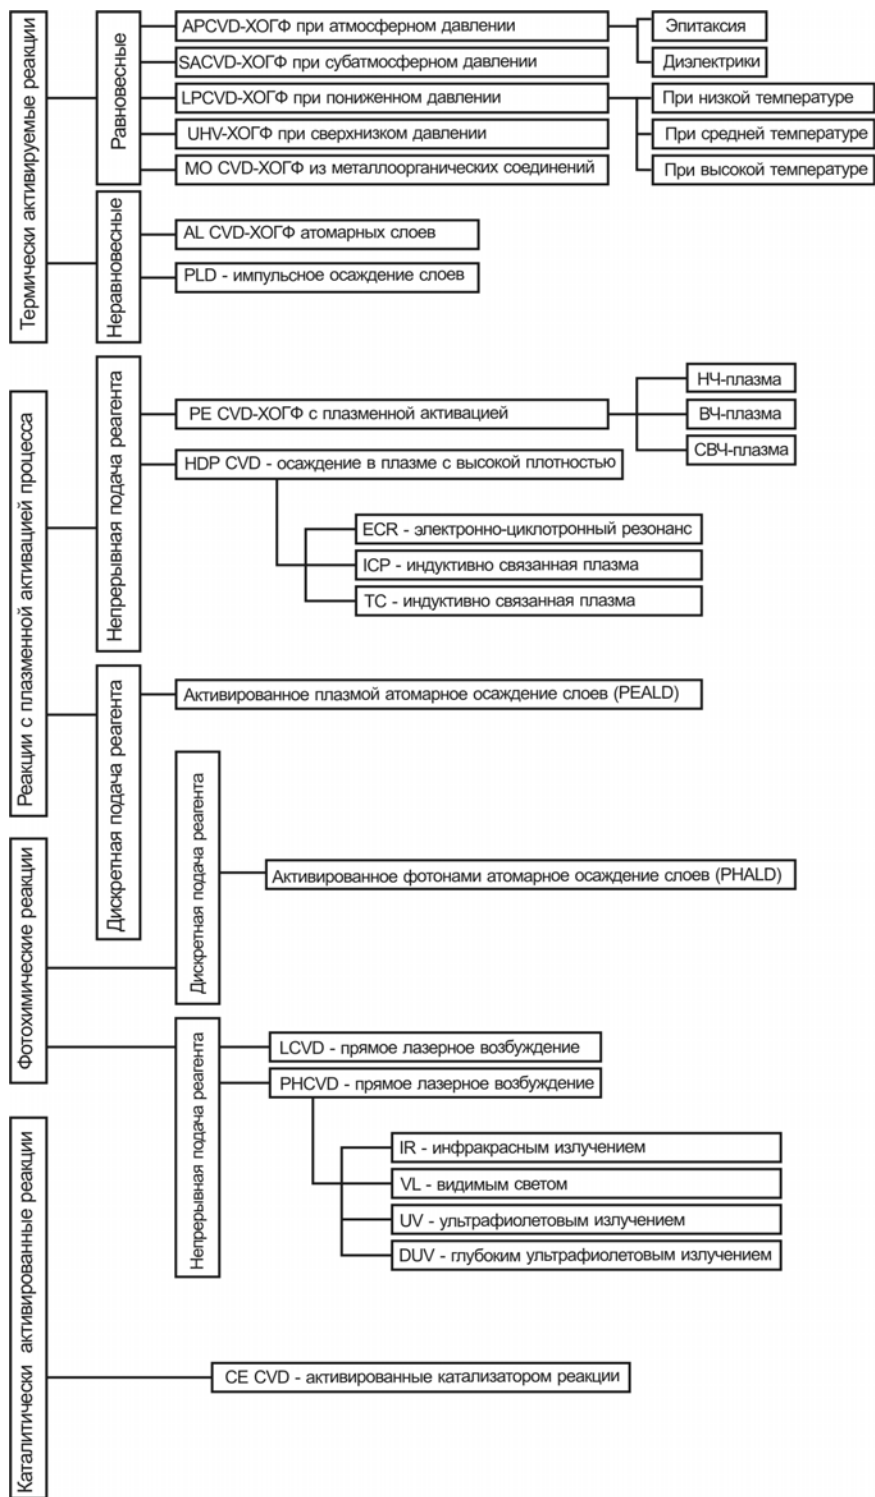 Термически активируемые реакции
Равновесные
APCVD-ХОГФ при атмосферном давлении
Эпитаксия
Диэлектрики
SACVD-ХОГФ при субатмосферном давлении
LPCVD-ХОГФ при пониженном давлении
При низкой температуре
При средней температуре
При высокой температуре
UHV-ХОГФ при сверхнизком давлении
MO CVD-ХОГФ из металлоорганических соединений
Неравновесные
AL CVD-ХОГФ атомарных слоев
PLD - импульсное осаждение слоев
Реакции с плазменной активацией процесса
Непрерывная подача реагента
PE CVD-ХОГФ с плазменной активацией
НЧ-плазма
ВЧ-плазма
СВЧ-плазма
HDP CVD - осаждение в плазме с высокой плотностью
ECR - электронно-циклотронный резонанс
ICP - индуктивно связанная плазма
TC - индуктивно связанная плазма
Дискретная подача реагента
Активированное плазмой атомарное осаждение слоев (PEALD)
Фотохимические реакции
Дискретная подача реагента
Активированное фотонами атомарное осаждение слоев (PHALD)
Непрерывная подача реагента
LCVD - прямое лазерное возбуждение
PHCVD - прямое лазерное возбуждение
IR - инфракрасным излучением
VL - видимым светом
UV - ультрафиолетовым излучением
DUV - глубоким ультрафиолетовым излучением
Каталитически активированные реакции
CE CVD - активированные катализатором реакции